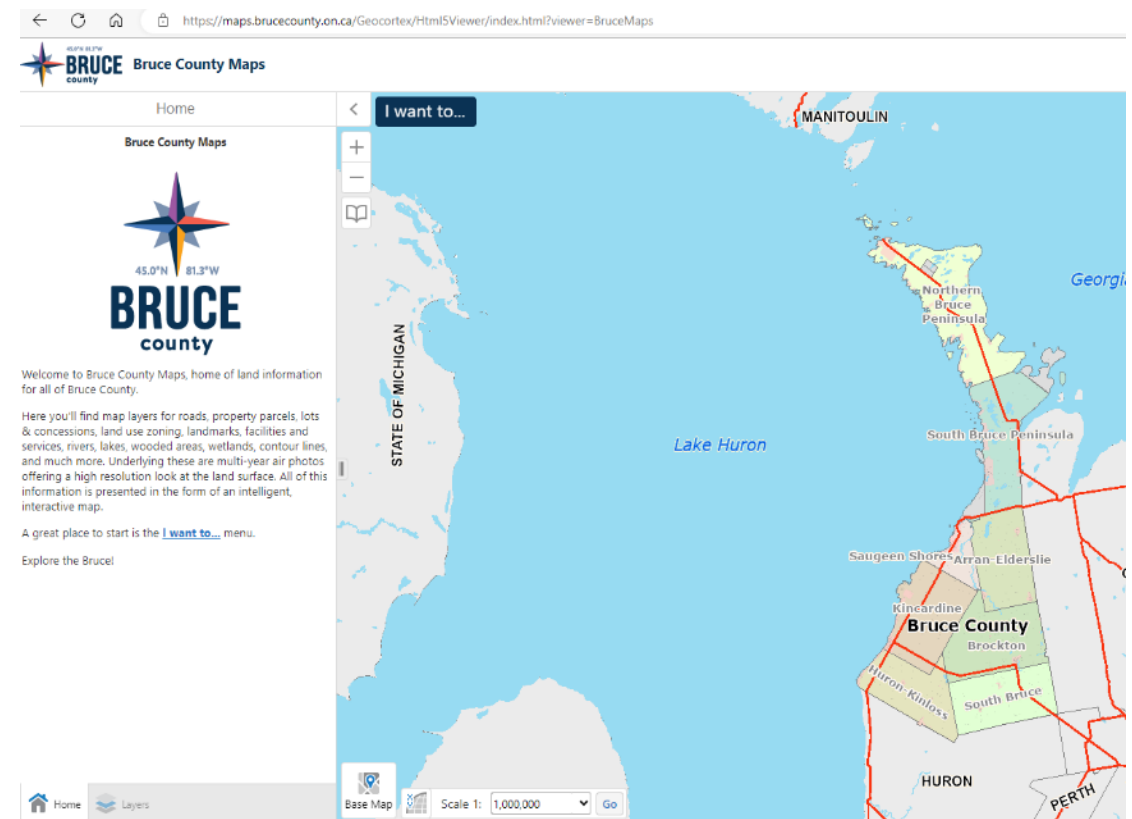 https://maps.brucecounty.on.ca/Geocortex/Html5Viewer/index.html?viewer=BruceMaps
45.0°N 81.3°W
BRUCE
county
Bruce County Maps
Home
I want to...
Bruce County Maps
45.0°N 81.3°W
BRUCE
county
Welcome to Bruce County Maps, home of land information
for all of Bruce County.
Here you'll find map layers for roads, property parcels, lots
& concessions, land use zoning, landmarks, facilities and
services, rivers, lakes, wooded areas, wetlands, contour lines,
and much more. Underlying these are multi-year air photos
offering a high resolution look at the land surface. All of this
information is presented in the form of an intelligent,
interactive map.
A great place to start is the I want to... menu.
Explore the Bruce!
Home
Layers
MANITOULIN
Georgi
Northern
Bruce
Peninsula
STATE OF MICHIGAN
Lake Huron
South Bruce Peninsula
Saugeen Shores
Arran-Elderslie
Kincardine
Bruce County
Brockton
Huron-Kinloss
South Bruce
HURON
PERTH
Base Map
Scale 1:
1,000,000
Go